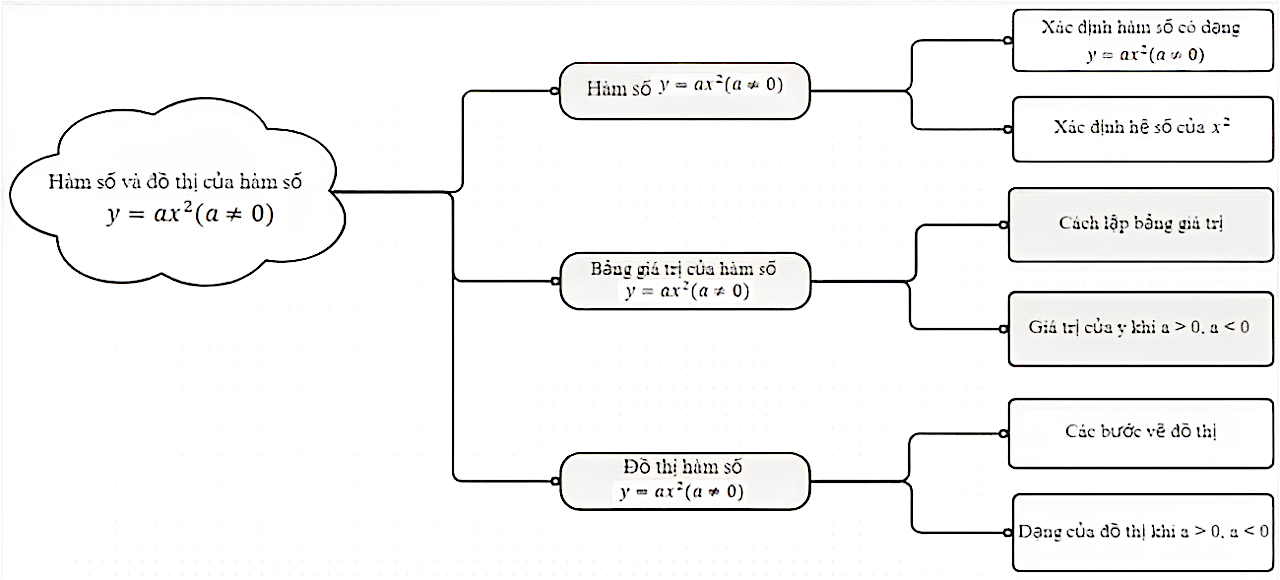 Hàm số và đồ thị của hàm số
y = ax²(a ≠ 0)
Hàm số y = ax²(a ≠ 0)
Xác định hàm số có dạng
y = ax²(a ≠ 0)
Xác định hệ số của x²
Bảng giá trị của hàm số
y = ax²(a ≠ 0)
Cách lập bảng giá trị
Giá trị của y khi a > 0, a < 0
Đồ thị hàm số
y = ax²(a ≠ 0)
Các bước vẽ đồ thị
Dạng của đồ thị khi a > 0, a < 0